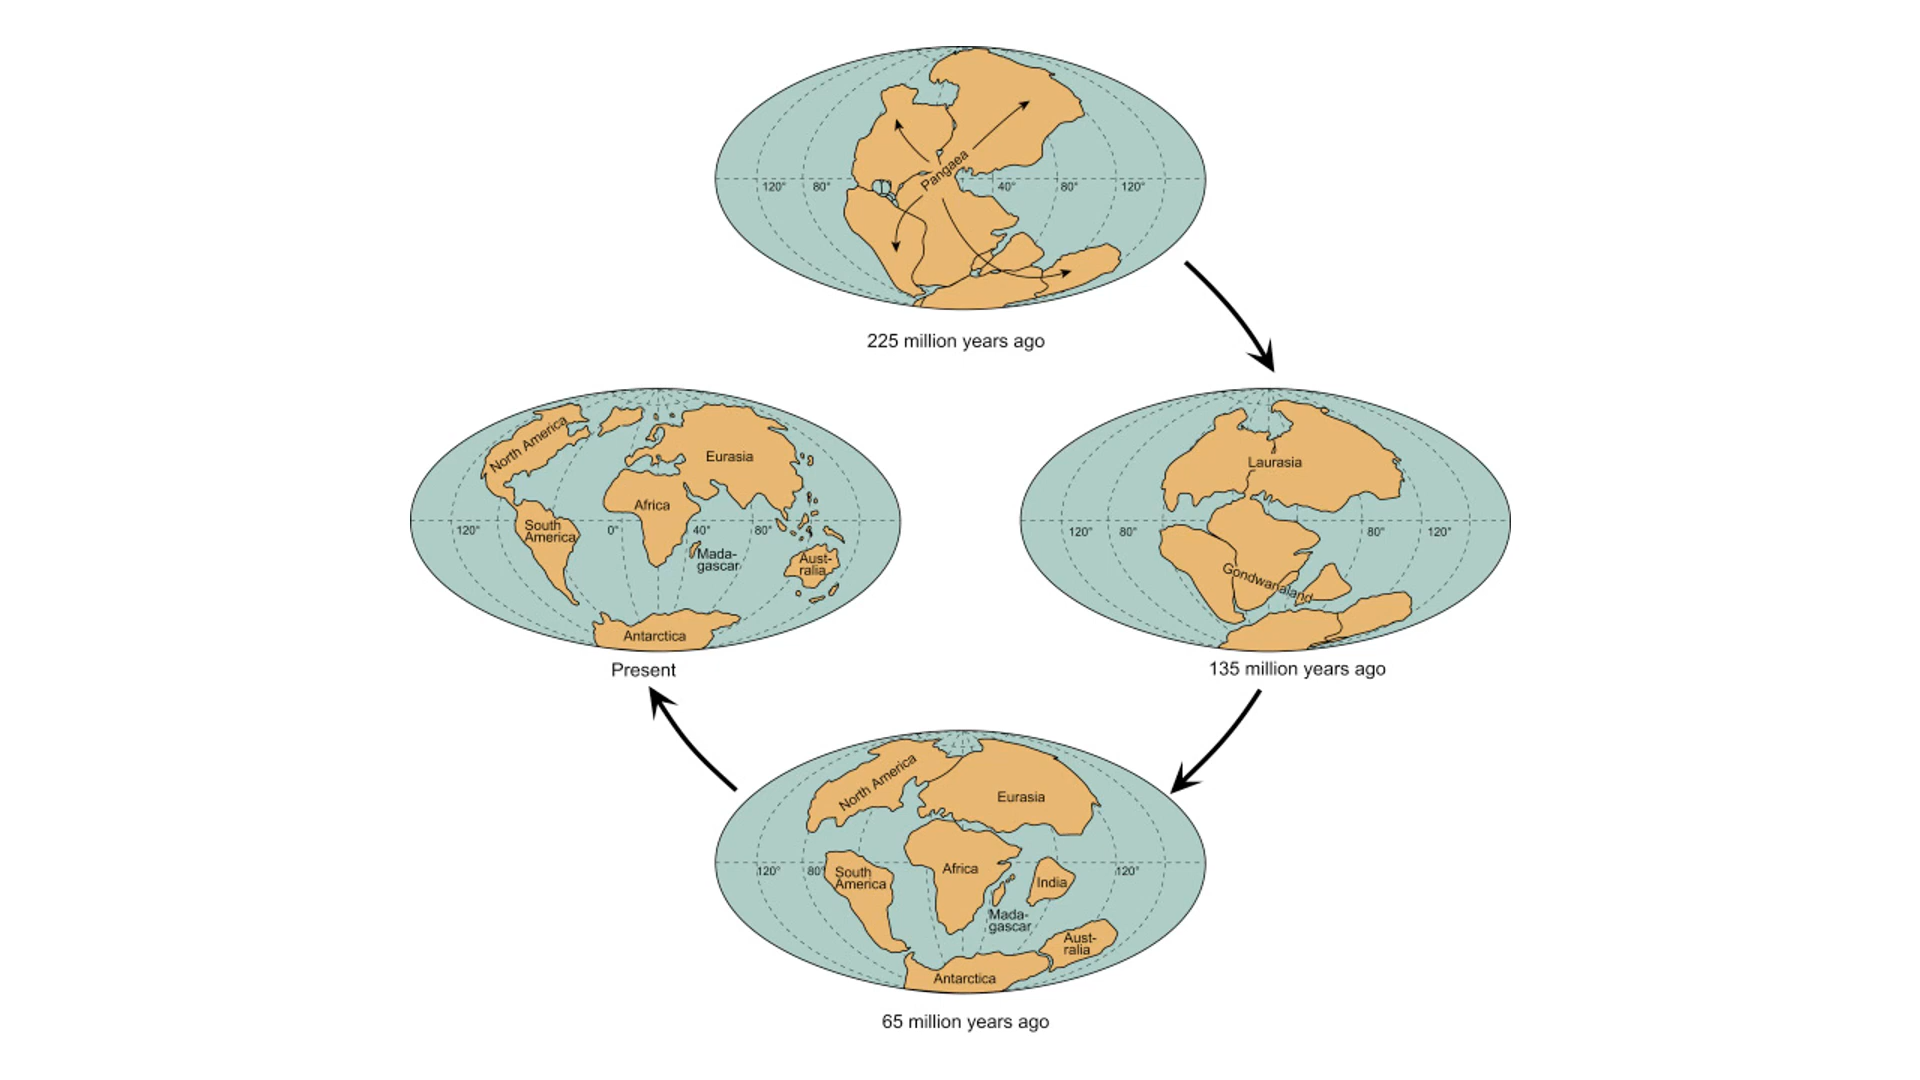 Pangaea
120° 80° 40° 80° 120°
225 million years ago
North America
Eurasia
Africa
South
America
120° 0° 40° 80°
Mada-
gascar
Aust-
ralia
Antarctica
Present
Laurasia
120° 80° 80° 120°
Gondwanaland
135 million years ago
North America
Eurasia
Africa
120° 80° 120°
South
America
India
Mada-
gascar
Aust-
ralia
Antarctica
65 million years ago